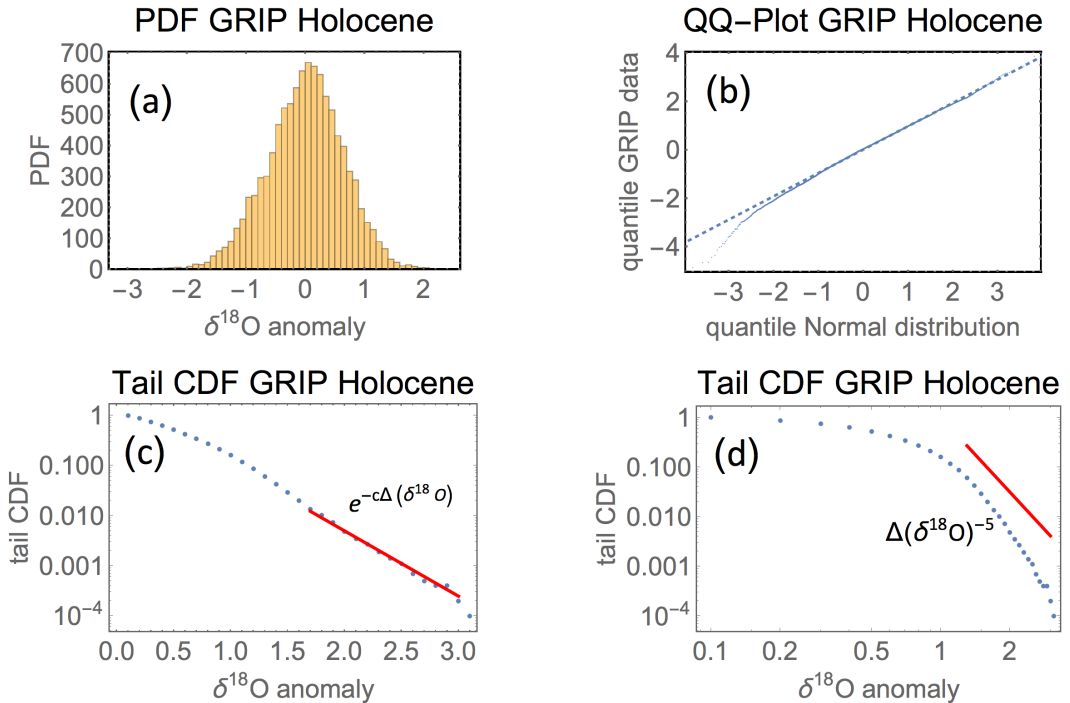 PDF GRIP Holocene
(a)
PDF
700
600
500
400
300
200
100
0
−3 −2 −1 0 1 2
δ¹⁸O anomaly
QQ−Plot GRIP Holocene
(b)
quantile GRIP data
4
2
0
−2
−4
−3 −2 −1 0 1 2 3
quantile Normal distribution
Tail CDF GRIP Holocene
(c)
tail CDF
1
0.100
0.010
0.001
10⁻⁴
e^−cΔ(δ¹⁸ O)
0.0 0.5 1.0 1.5 2.0 2.5 3.0
δ¹⁸O anomaly
Tail CDF GRIP Holocene
(d)
tail CDF
1
0.100
0.010
0.001
10⁻⁴
Δ(δ¹⁸O)⁻⁵
0.1 0.2 0.5 1 2
δ¹⁸O anomaly